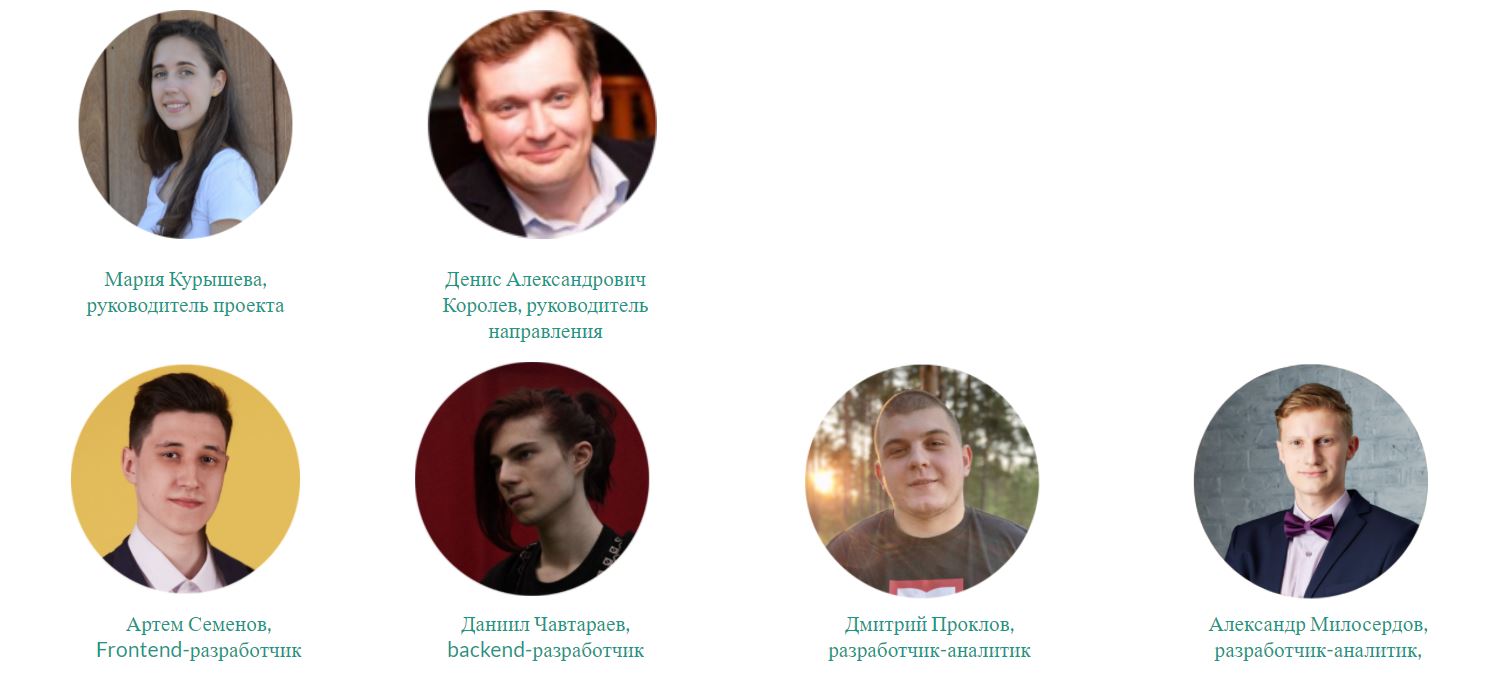 Мария Курышева,
руководитель проекта
Денис Александрович
Королев, руководитель
направления
Артем Семенов,
Frontend-разработчик
Даниил Чавтараев,
backend-разработчик
Дмитрий Проклов,
разработчик-аналитик
Александр Милосердов,
разработчик-аналитик,